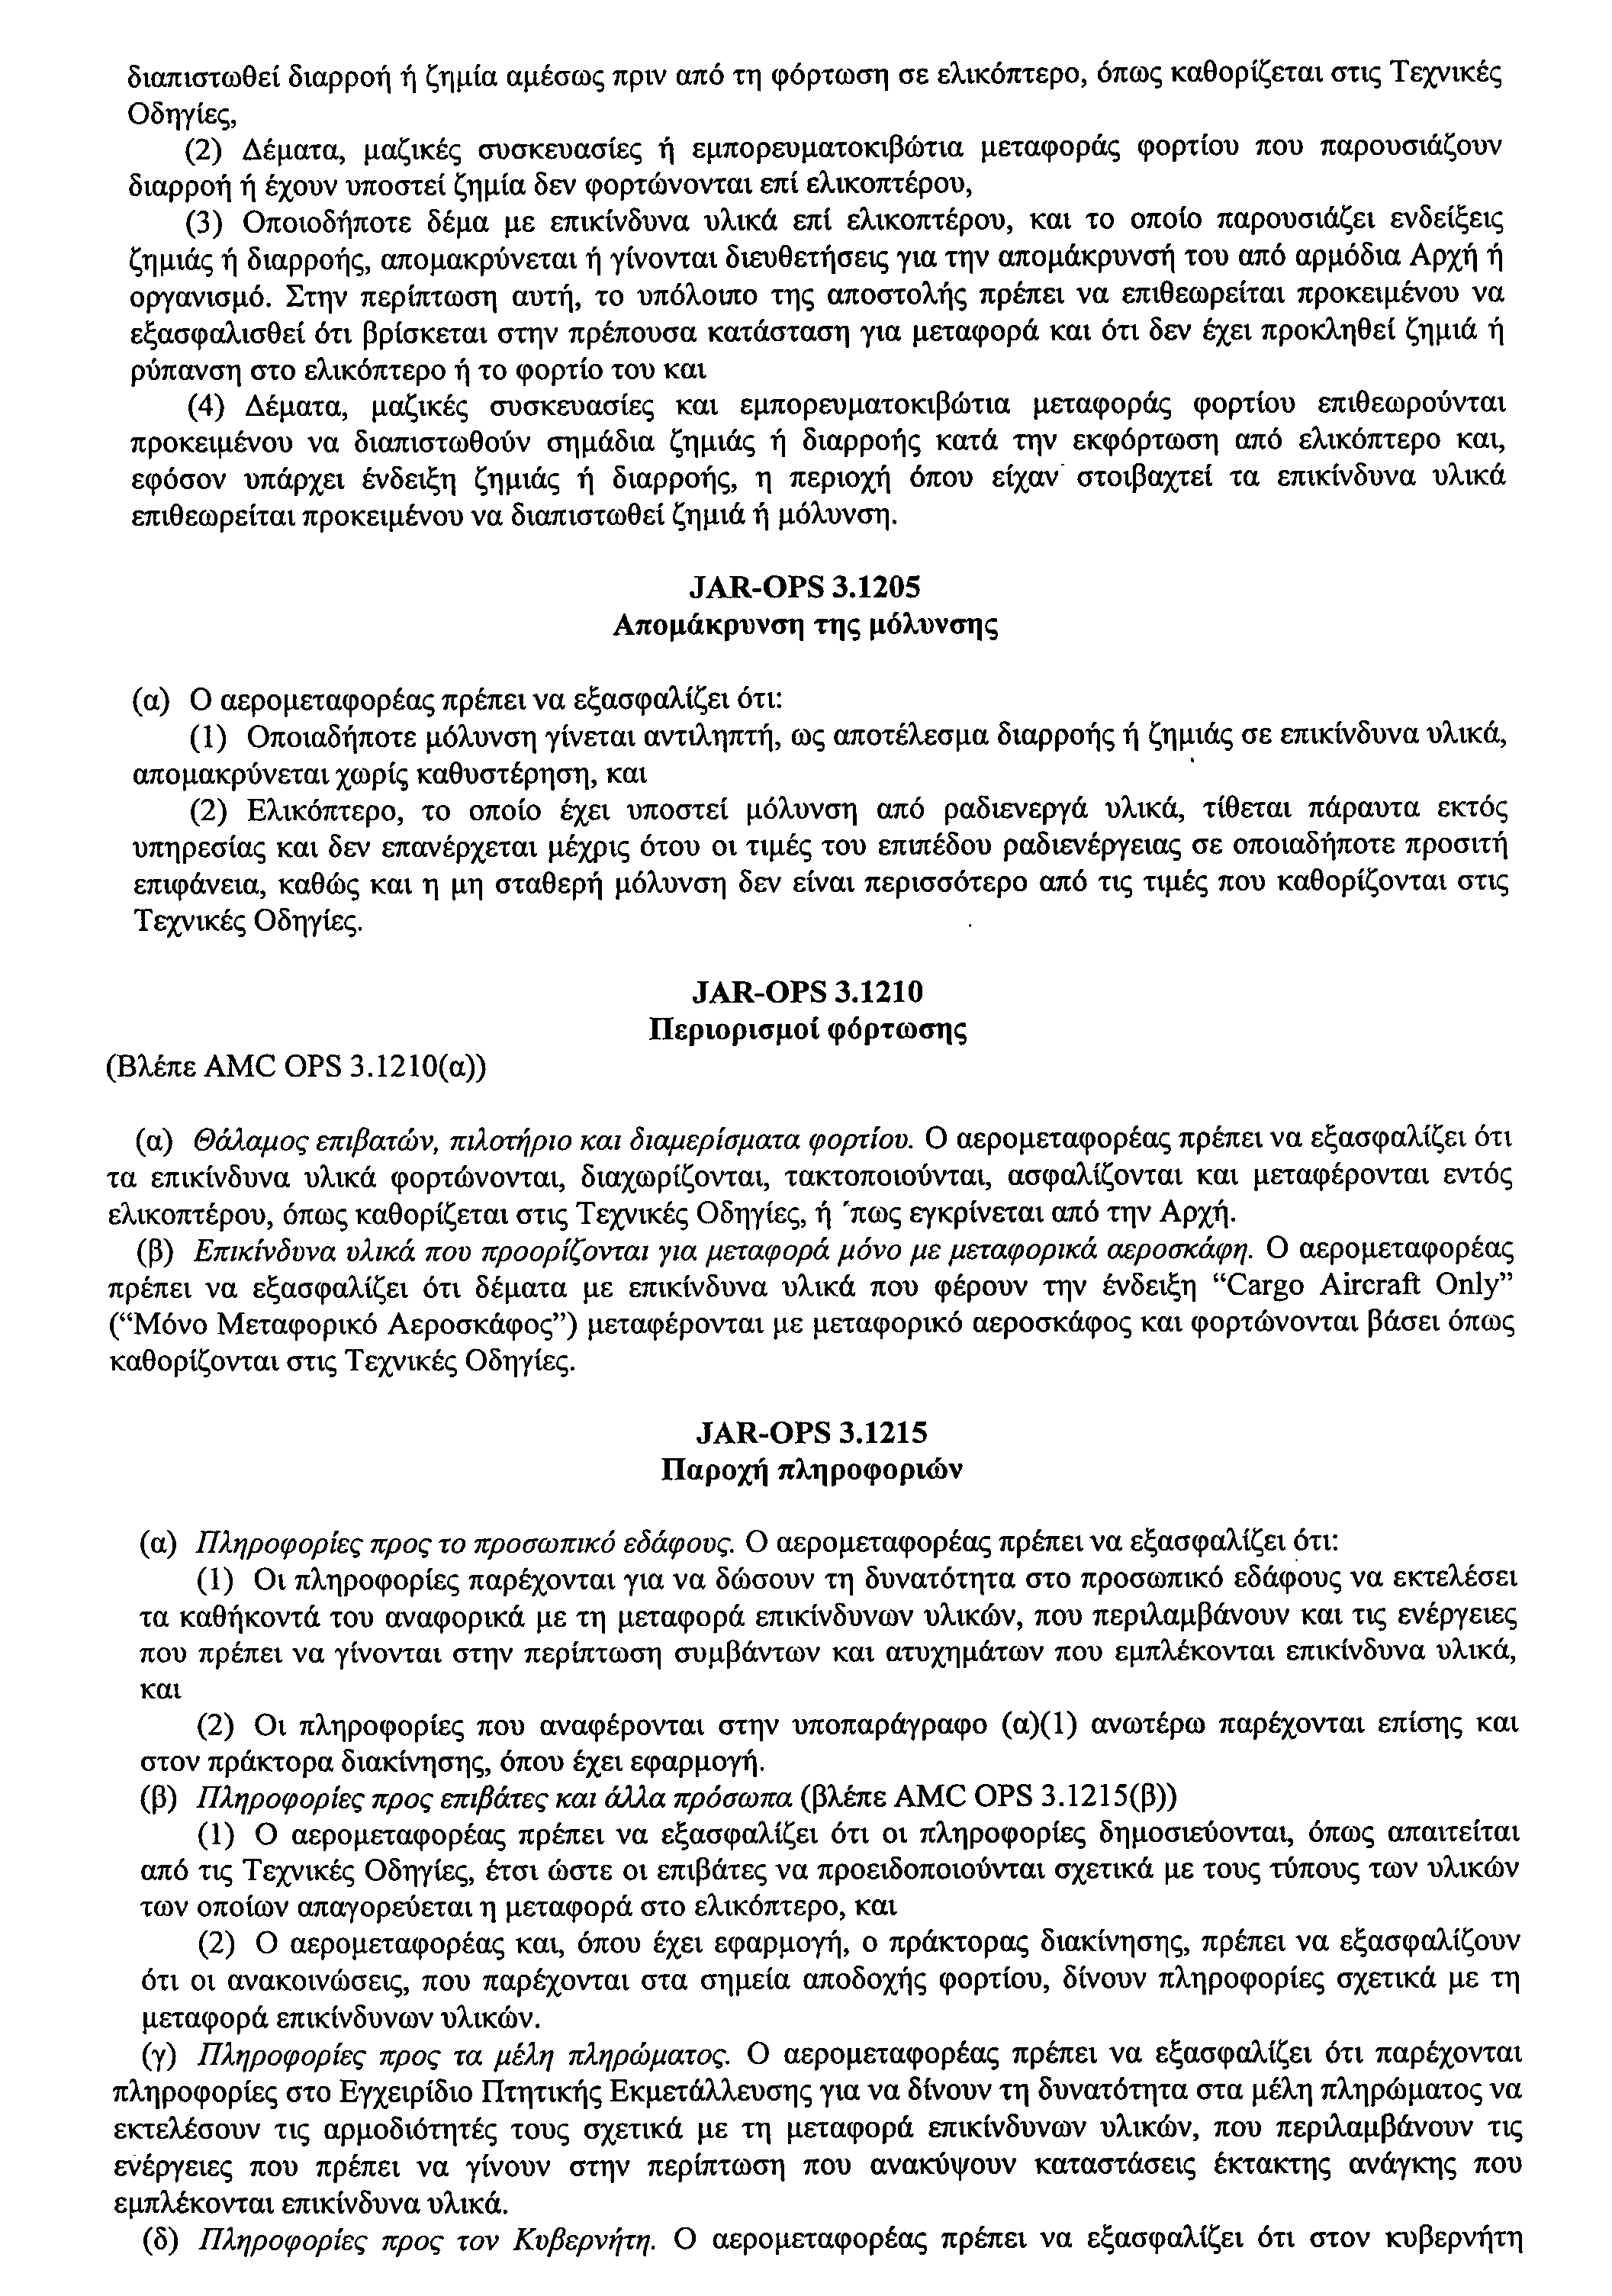 διαπιστωθεί διαρροή ή ζημία αμέσως πριν από τη φόρτωση σε ελικόπτερο, όπως καθορίζεται στις Τεχνικές
Οδηγίες,
(2) Δέματα, μαζικές συσκευασίες ή εμπορευματοκιβώτια μεταφοράς φορτίου που παρουσιάζουν
διαρροή ή έχουν υποστεί ζημία δεν φορτώνονται επί ελικοπτέρου,
(3) Οποιοδήποτε δέμα με επικίνδυνα υλικά επί ελικοπτέρου, και το οποίο παρουσιάζει ενδείξεις
ζημιάς ή διαρροής, απομακρύνεται ή γίνονται διευθετήσεις για την απομάκρυνσή του από αρμόδια Αρχή ή
οργανισμό. Στην περίπτωση αυτή, το υπόλοιπο της αποστολής πρέπει να επιθεωρείται προκειμένου να
εξασφαλισθεί ότι βρίσκεται στην πρέπουσα κατάσταση για μεταφορά και ότι δεν έχει προκληθεί ζημιά ή
ρύπανση στο ελικόπτερο ή το φορτίο του και
(4) Δέματα, μαζικές συσκευασίες και εμπορευματοκιβώτια μεταφοράς φορτίου επιθεωρούνται
προκειμένου να διαπιστωθούν σημάδια ζημιάς ή διαρροής κατά την εκφόρτωση από ελικόπτερο και,
εφόσον υπάρχει ένδειξη ζημιάς ή διαρροής, η περιοχή όπου είχαν στοιβαχτεί τα επικίνδυνα υλικά
επιθεωρείται προκειμένου να διαπιστωθεί ζημιά ή μόλυνση.
JAR-OPS 3.1205
Απομάκρυνση της μόλυνσης
(α) Ο αερομεταφορέας πρέπει να εξασφαλίζει ότι:
(1) Οποιαδήποτε μόλυνση γίνεται αντιληπτή, ως αποτέλεσμα διαρροής ή ζημιάς σε επικίνδυνα υλικά,
απομακρύνεται χωρίς καθυστέρηση, και
(2) Ελικόπτερο, το οποίο έχει υποστεί μόλυνση από ραδιενεργά υλικά, τίθεται πάραυτα εκτός
υπηρεσίας και δεν επανέρχεται μέχρις ότου οι τιμές του επιπέδου ραδιενέργειας σε οποιαδήποτε προσιτή
επιφάνεια, καθώς και η μη σταθερή μόλυνση δεν είναι περισσότερο από τις τιμές που καθορίζονται στις
Τεχνικές Οδηγίες.
JAR-OPS 3.1210
Περιορισμοί φόρτωσης
(Βλέπε AMC OPS 3.1210(α))
(α) Θάλαμος επιβατών, πιλοτήριο και διαμερίσματα φορτίου. Ο αερομεταφορέας πρέπει να εξασφαλίζει ότι
τα επικίνδυνα υλικά φορτώνονται, διαχωρίζονται, τακτοποιούνται, ασφαλίζονται και μεταφέρονται εντός
ελικοπτέρου, όπως καθορίζεται στις Τεχνικές Οδηγίες, ή ΄πως εγκρίνεται από την Αρχή.
(β) Επικίνδυνα υλικά που προορίζονται για μεταφορά μόνο με μεταφορικά αεροσκάφη. Ο αερομεταφορέας
πρέπει να εξασφαλίζει ότι δέματα με επικίνδυνα υλικά που φέρουν την ένδειξη “Cargo Aircraft Only”
(“Μόνο Μεταφορικό Αεροσκάφος”) μεταφέρονται με μεταφορικό αεροσκάφος και φορτώνονται βάσει όπως
καθορίζονται στις Τεχνικές Οδηγίες.
JAR-OPS 3.1215
Παροχή πληροφοριών
(α) Πληροφορίες προς το προσωπικό εδάφους. Ο αερομεταφορέας πρέπει να εξασφαλίζει ότι:
(1) Οι πληροφορίες παρέχονται για να δώσουν τη δυνατότητα στο προσωπικό εδάφους να εκτελέσει
τα καθήκοντά του αναφορικά με τη μεταφορά επικίνδυνων υλικών, που περιλαμβάνουν και τις ενέργειες
που πρέπει να γίνονται στην περίπτωση συμβάντων και ατυχημάτων που εμπλέκονται επικίνδυνα υλικά,
και
(2) Οι πληροφορίες που αναφέρονται στην υποπαράγραφο (α)(1) ανωτέρω παρέχονται επίσης και
στον πράκτορα διακίνησης, όπου έχει εφαρμογή.
(β) Πληροφορίες προς επιβάτες και άλλα πρόσωπα (βλέπε AMC OPS 3.1215(β))
(1) Ο αερομεταφορέας πρέπει να εξασφαλίζει ότι οι πληροφορίες δημοσιεύονται, όπως απαιτείται
από τις Τεχνικές Οδηγίες, έτσι ώστε οι επιβάτες να προειδοποιούνται σχετικά με τους τύπους των υλικών
των οποίων απαγορεύεται η μεταφορά στο ελικόπτερο, και
(2) Ο αερομεταφορέας και, όπου έχει εφαρμογή, ο πράκτορας διακίνησης, πρέπει να εξασφαλίζουν
ότι οι ανακοινώσεις, που παρέχονται στα σημεία αποδοχής φορτίου, δίνουν πληροφορίες σχετικά με τη
μεταφορά επικίνδυνων υλικών.
(γ) Πληροφορίες προς τα μέλη πληρώματος. Ο αερομεταφορέας πρέπει να εξασφαλίζει ότι παρέχονται
πληροφορίες στο Εγχειρίδιο Πτητικής Εκμετάλλευσης για να δίνουν τη δυνατότητα στα μέλη πληρώματος να
εκτελέσουν τις αρμοδιότητές τους σχετικά με τη μεταφορά επικίνδυνων υλικών, που περιλαμβάνουν τις
ενέργειες που πρέπει να γίνουν στην περίπτωση που ανακύψουν καταστάσεις έκτακτης ανάγκης που
εμπλέκονται επικίνδυνα υλικά.
(δ) Πληροφορίες προς τον Κυβερνήτη. Ο αερομεταφορέας πρέπει να εξασφαλίζει ότι στον κυβερνήτη